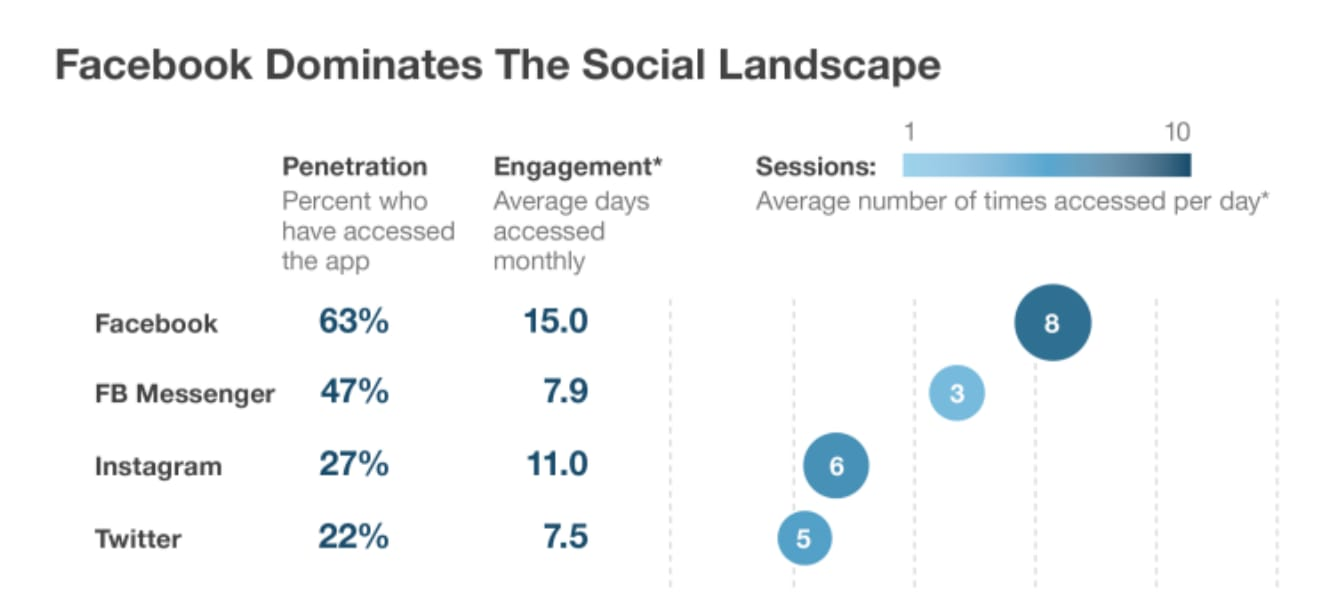 Facebook Dominates The Social Landscape
1 10
Penetration Engagement* Sessions:
Percent who Average days Average number of times accessed per day*
have accessed accessed
the app monthly
Facebook 63% 15.0 8
FB Messenger 47% 7.9 3
Instagram 27% 11.0 6
Twitter 22% 7.5 5